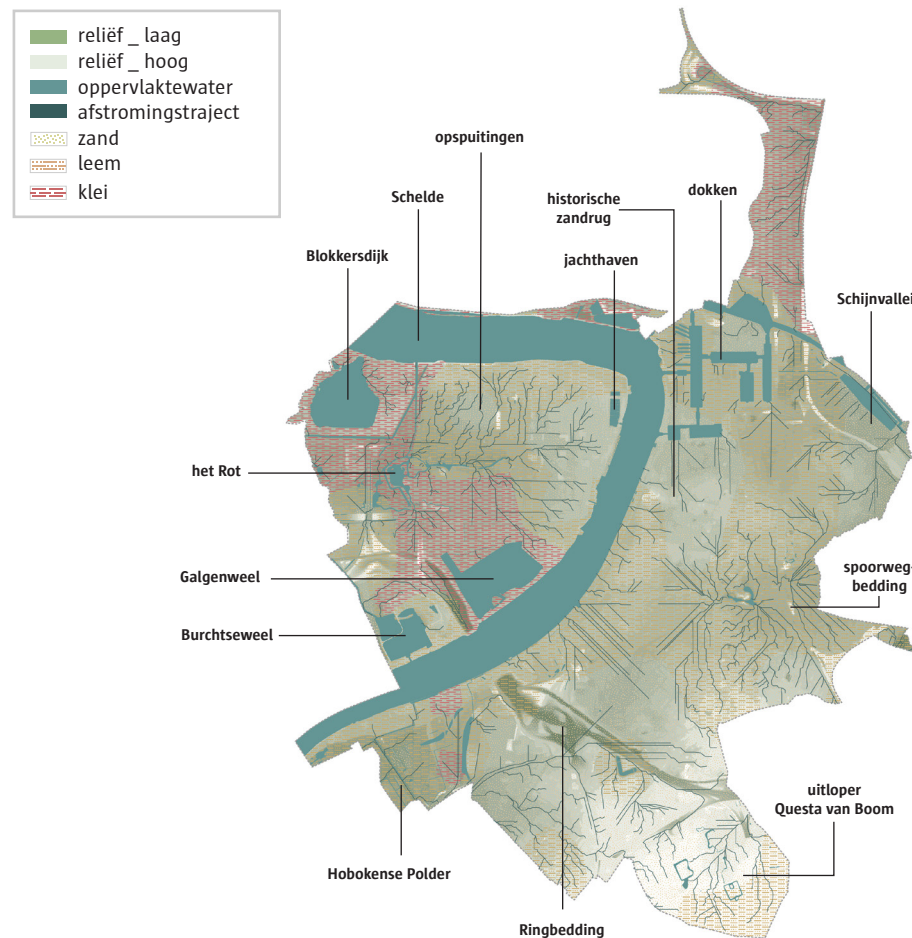 reliëf _ laag
reliëf _ hoog
oppervlaktewater
afstromingstraject
zand
leem
klei
opspuitingen
Schelde
historische
zandrug
dokken
Blokkersdijk
jachthaven
Schijnvallei
het Rot
Galgenweel
spoorweg-
bedding
Burchtseweel
uitloper
Questa van Boom
Hobokense Polder
Ringbedding